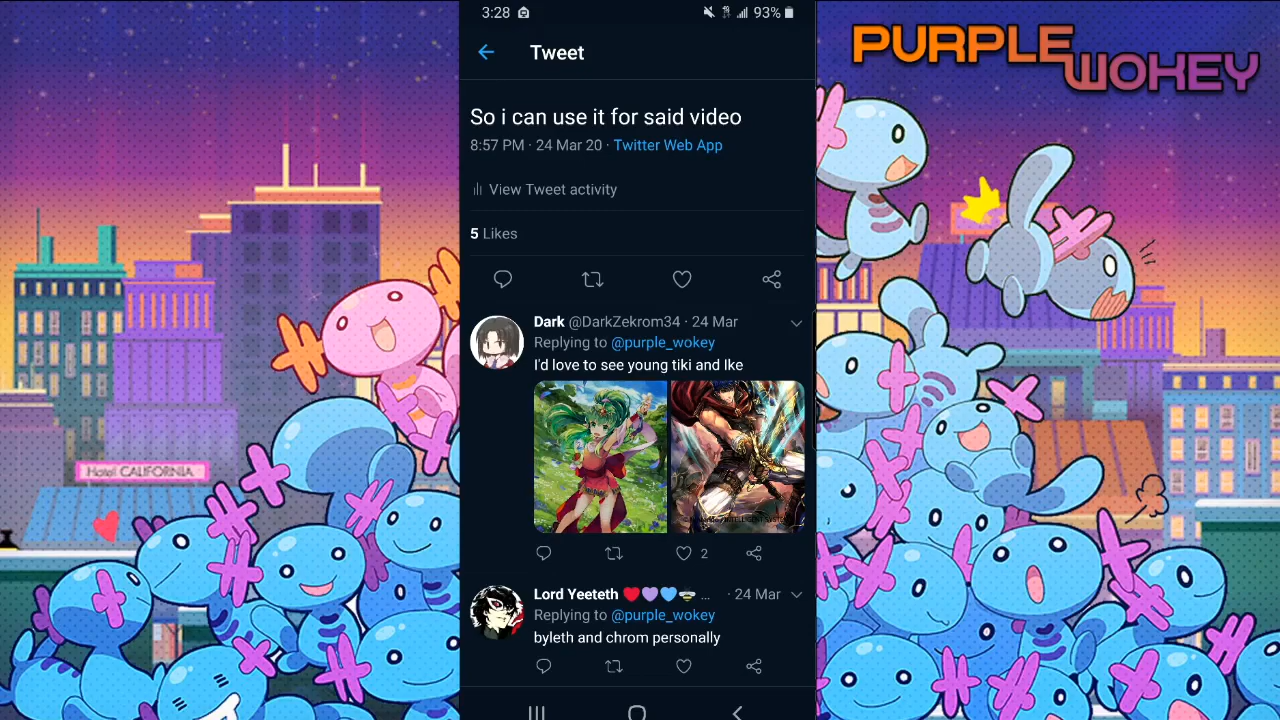 3:28
93%
PURPLE
WOKEY
Tweet
So i can use it for said video
8:57 PM · 24 Mar 20 · Twitter Web App
View Tweet activity
5 Likes
Dark @DarkZekrom34 · 24 Mar
Replying to @purple_wokey
I'd love to see young tiki and Ike
2
Hotel CALIFORNIA
Lord Yeeteth ❤️💜💙🐝 ... · 24 Mar
Replying to @purple_wokey
byleth and chrom personally